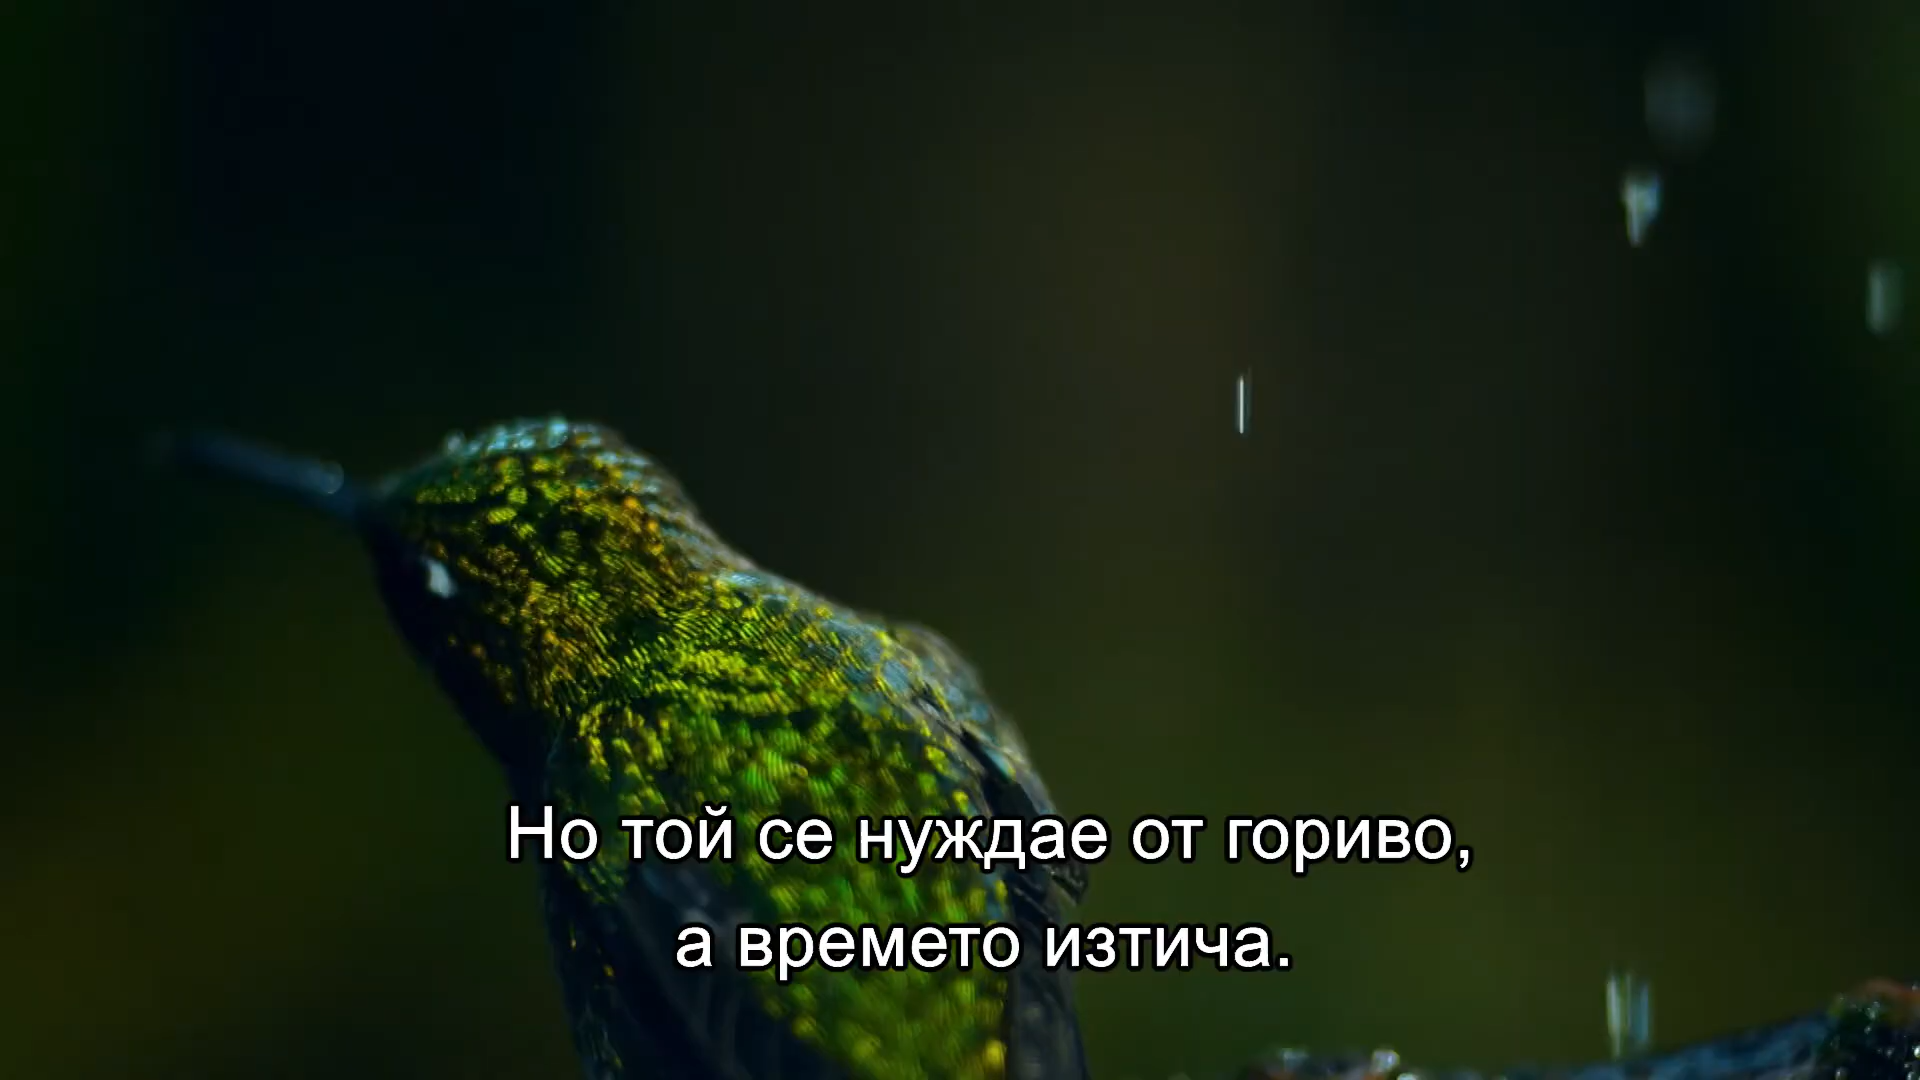 Но той се нуждае от гориво,
а времето изтича.